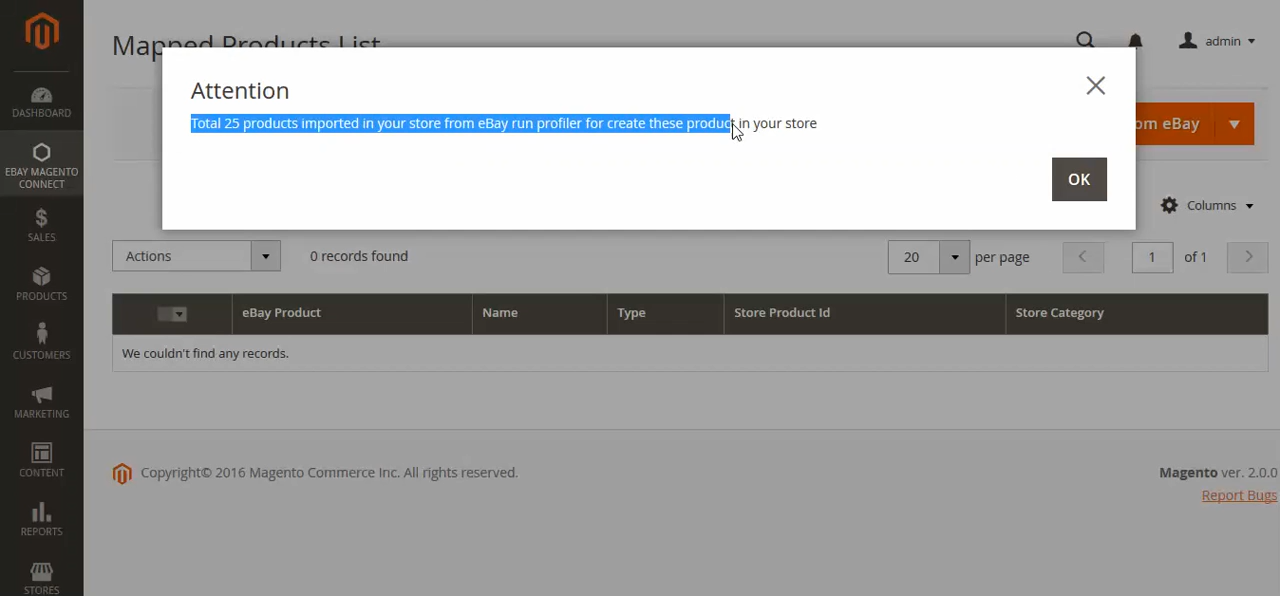 Mapped Products List
admin
Attention
Total 25 products imported in your store from eBay run profiler for create these product in your store
OK
om eBay
Columns
Actions
0 records found
20
per page
1
of 1
eBay Product
Name
Type
Store Product Id
Store Category
We couldn't find any records.
Copyright© 2016 Magento Commerce Inc. All rights reserved.
Magento ver. 2.0.0
Report Bugs
DASHBOARD
EBAY MAGENTO
CONNECT
$
SALES
PRODUCTS
CUSTOMERS
MARKETING
CONTENT
REPORTS
STORES